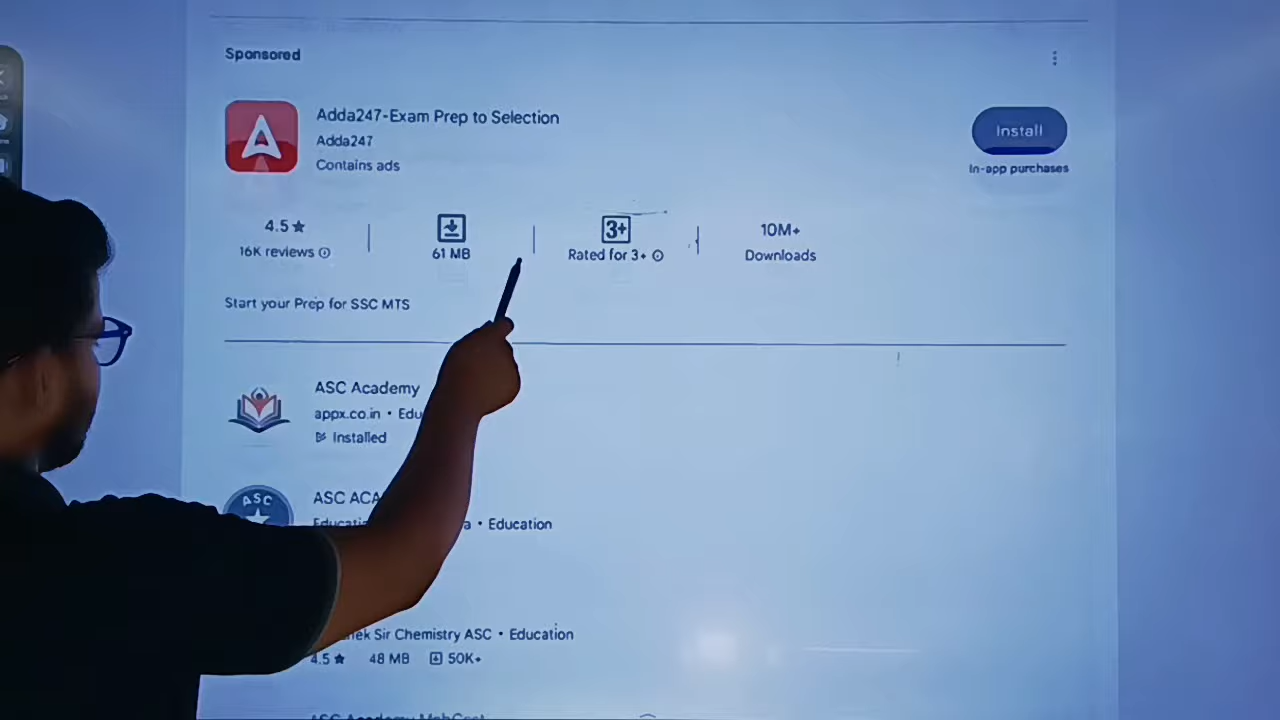 Sponsored
Adda247-Exam Prep to Selection
Adda247
Contains ads
Install
In-app purchases
4.5★
16K reviews
61 MB
3+
Rated for 3+
10M+
Downloads
Start your Prep for SSC MTS
ASC Academy
appx.co.in •
Installed
ASC
ASC
• Education
Sir Chemistry ASC • Education
4.5★ 48 MB 50K+